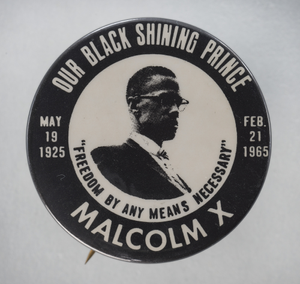 OUR BLACK SHINING PRINCE
MAY
19
1925
FEB.
21
1965
"FREEDOM BY ANY MEANS NECESSARY"
MALCOLM X